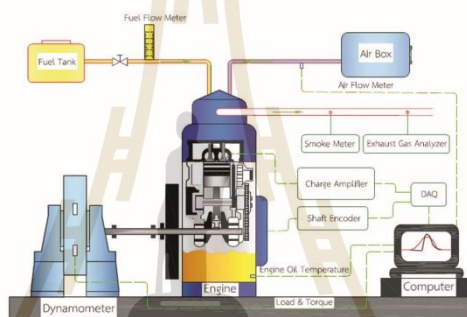 Fuel Flow Meter
Fuel Tank
Air Box
Air Flow Meter
Smoke Meter
Exhaust Gas Analyzer
Charge Amplifier
DAQ
Shaft Encoder
Engine Oil Temperature
Load & Torque
Dynamometer
Engine
Computer